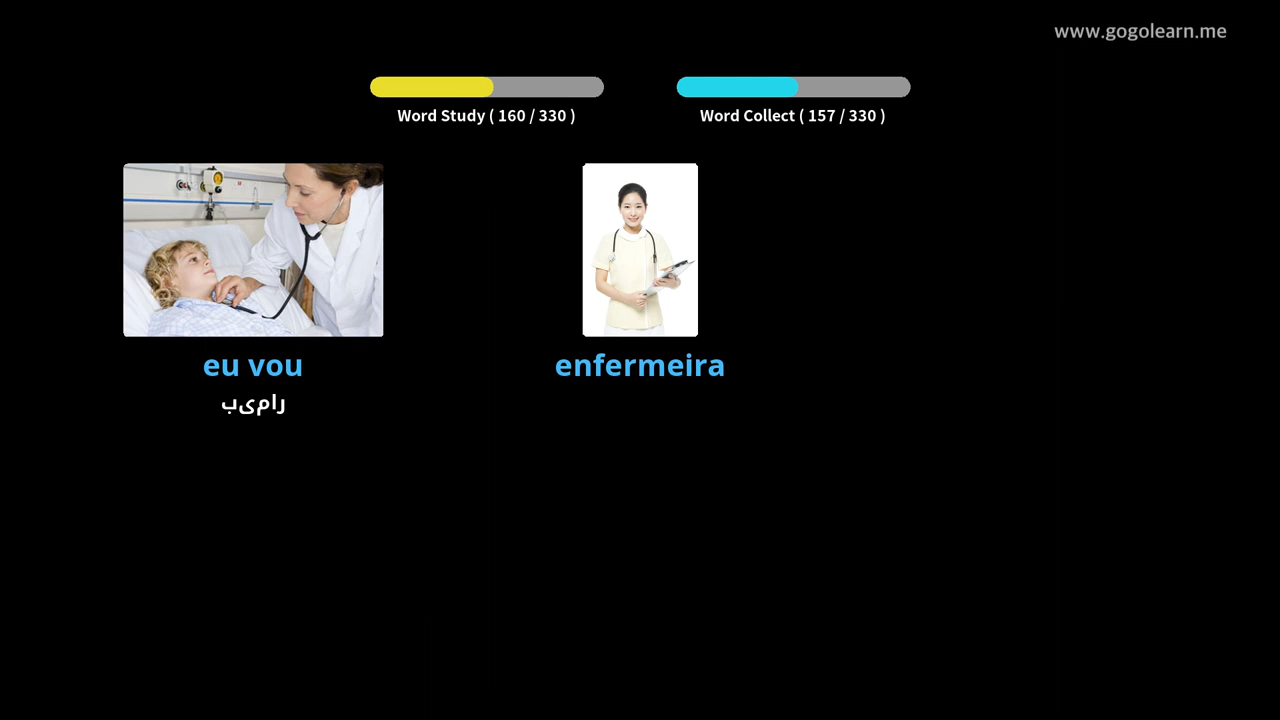 www.gogolearn.me
Word Study ( 160 / 330 )
Word Collect ( 157 / 330 )
eu vou
رامیب
enfermeira